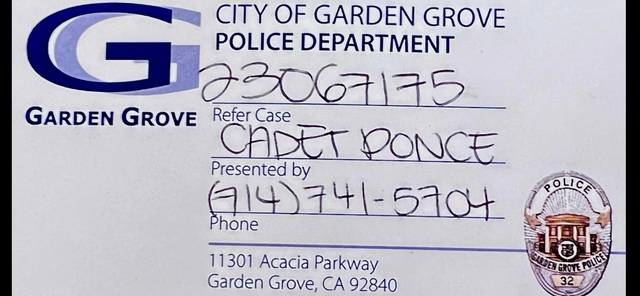 CITY OF GARDEN GROVE
POLICE DEPARTMENT
GG
GARDEN GROVE
23067175
Refer Case
CADET PONCE
Presented by
(714) 741-5704
Phone
11301 Acacia Parkway
Garden Grove, CA 92840
POLICE
GARDEN GROVE POLICE
32